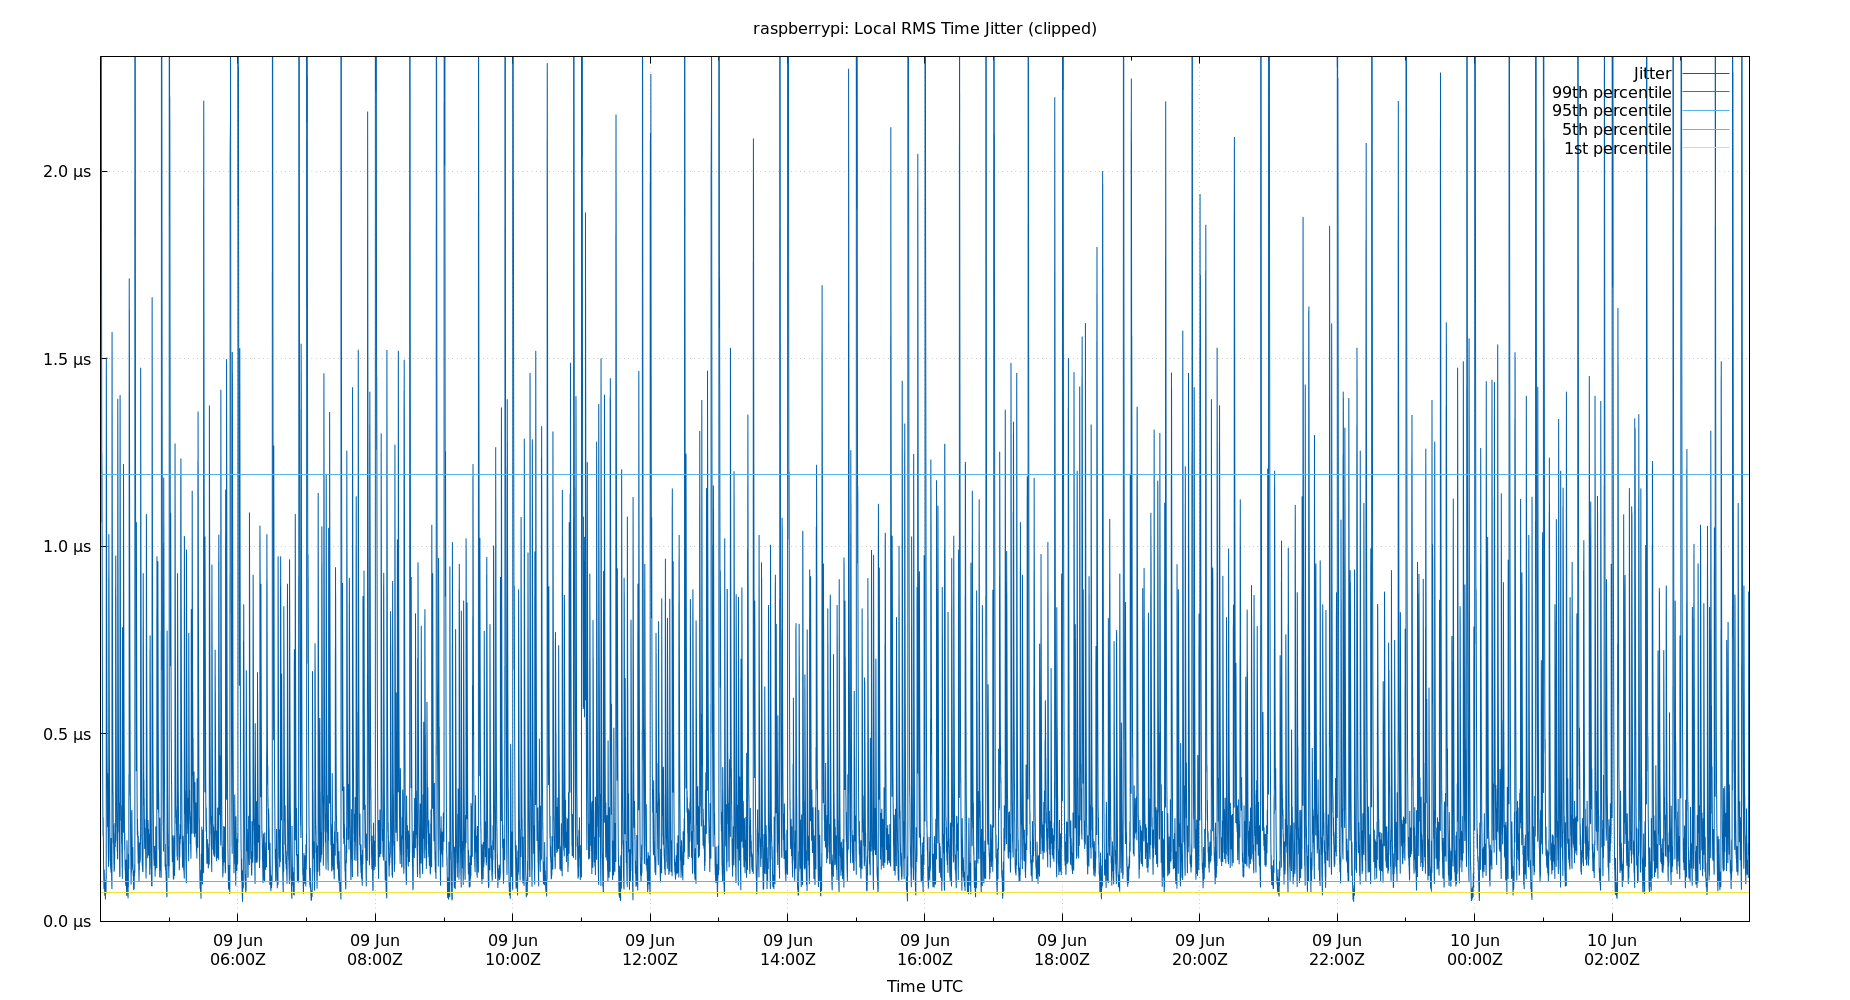 raspberrypi: Local RMS Time Jitter (clipped)
Jitter
99th percentile
95th percentile
5th percentile
1st percentile
2.0 µs
1.5 µs
1.0 µs
0.5 µs
0.0 µs
09 Jun 09 Jun 09 Jun 09 Jun 09 Jun 09 Jun 09 Jun 09 Jun 09 Jun 10 Jun 10 Jun
06:00Z 08:00Z 10:00Z 12:00Z 14:00Z 16:00Z 18:00Z 20:00Z 22:00Z 00:00Z 02:00Z
Time UTC